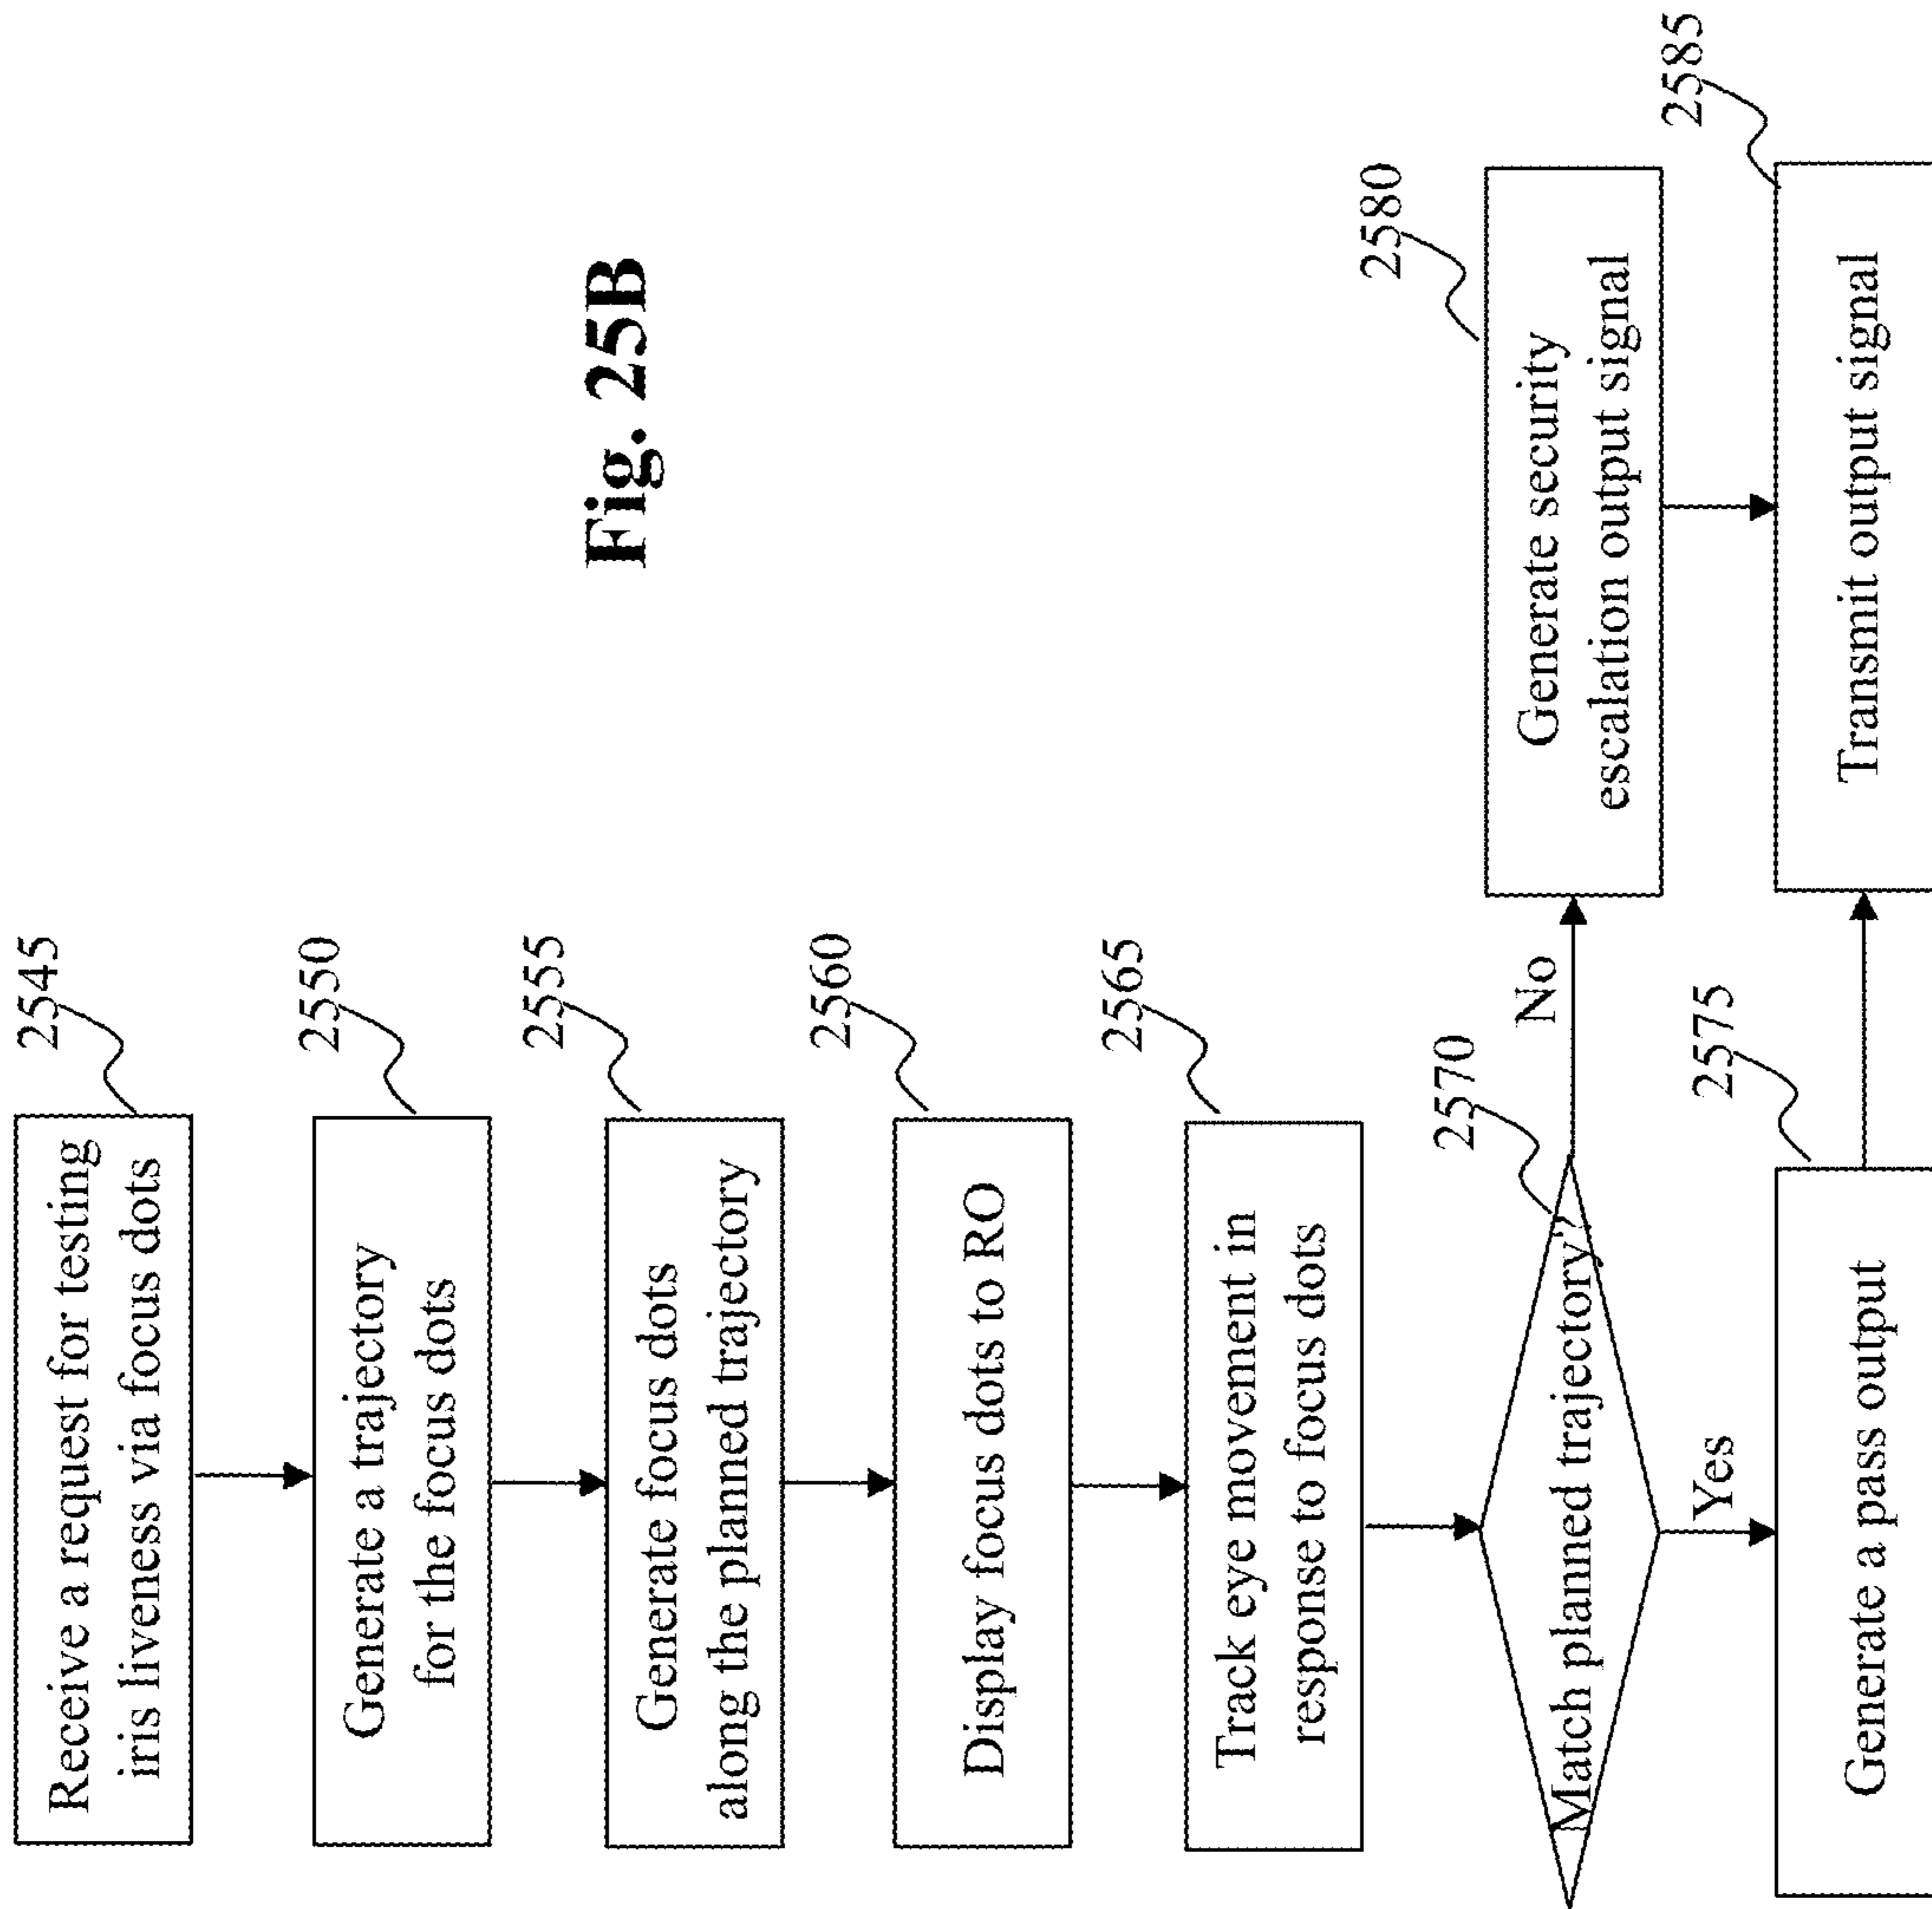 2545
Receive a request for testing
iris liveness via focus dots
2550
Generate a trajectory
for the focus dots
2555
Generate focus dots
along the planned trajectory
2560
Display focus dots to RO
2565
Track eye movement in
response to focus dots
2570
Match planned trajectory?
No
Yes
2575
Generate a pass output
2580
Generate security
escalation output signal
2585
Transmit output signal
Fig. 25B